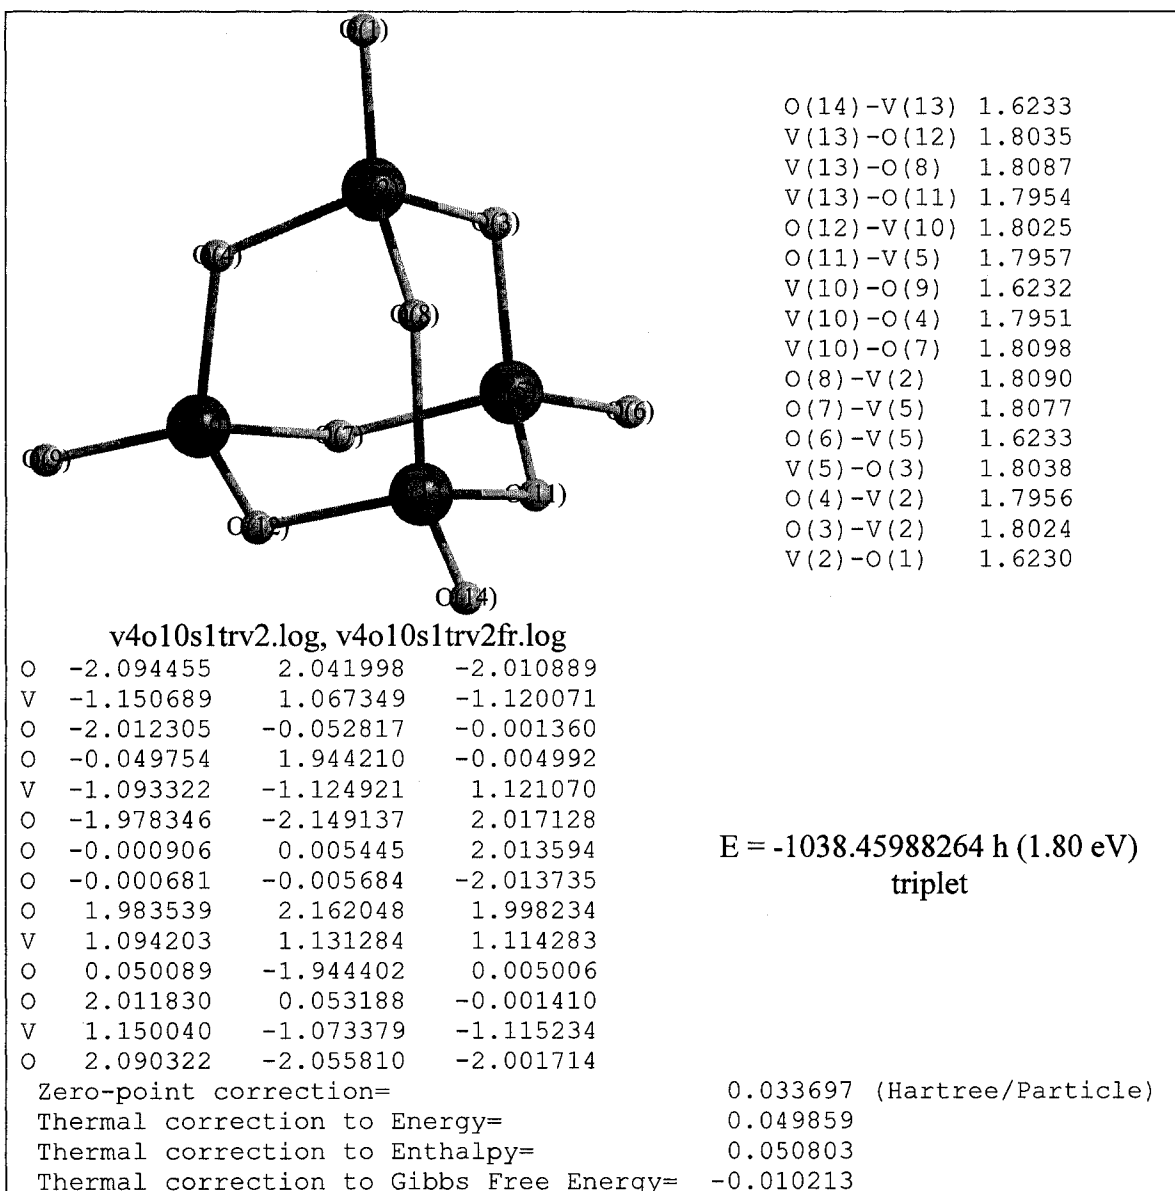 O(1)
O(3)
O(4)
O(8)
O(6)
O(7)
O(9)
O(12)
O(14)
O(14)-V(13) 1.6233
V(13)-O(12) 1.8035
V(13)-O(8) 1.8087
V(13)-O(11) 1.7954
O(12)-V(10) 1.8025
O(11)-V(5) 1.7957
V(10)-O(9) 1.6232
V(10)-O(4) 1.7951
V(10)-O(7) 1.8098
O(8)-V(2) 1.8090
O(7)-V(5) 1.8077
O(6)-V(5) 1.6233
V(5)-O(3) 1.8038
O(4)-V(2) 1.7956
O(3)-V(2) 1.8024
V(2)-O(1) 1.6230
v4o10s1trv2.log, v4o10s1trv2fr.log
O -2.094455 2.041998 -2.010889
V -1.150689 1.067349 -1.120071
O -2.012305 -0.052817 -0.001360
O -0.049754 1.944210 -0.004992
V -1.093322 -1.124921 1.121070
O -1.978346 -2.149137 2.017128
O -0.000906 0.005445 2.013594
O -0.000681 -0.005684 -2.013735
O 1.983539 2.162048 1.998234
V 1.094203 1.131284 1.114283
O 0.050089 -1.944402 0.005006
O 2.011830 0.053188 -0.001410
V 1.150040 -1.073379 -1.115234
O 2.090322 -2.055810 -2.001714
E = -1038.45988264 h (1.80 eV)
triplet
Zero-point correction= 0.033697 (Hartree/Particle)
Thermal correction to Energy= 0.049859
Thermal correction to Enthalpy= 0.050803
Thermal correction to Gibbs Free Energy= -0.010213